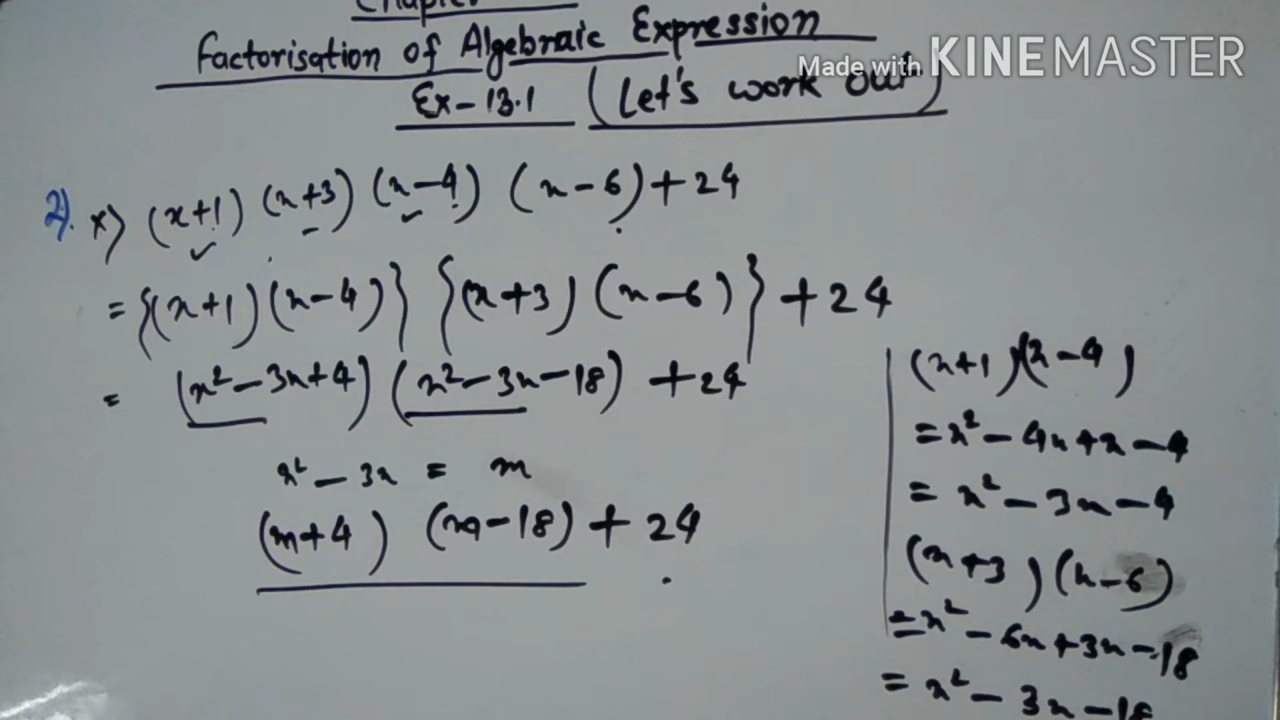 Chapter
Factorisation of Algebraic Expression
Made with KINEMASTER
Ex-13.1 (Let's work out)
2). x) (x+1) (x+3) (x-4) (x-6)+24
= {(x+1)(x-4)} {(x+3)(x-6)} +24
= (x²-3x+4) (x²-3x-18) +24
x²-3x = m
(m+4) (m-18) + 24
(x+1)(x-4)
=x²-4x+x-4
= x²-3x-4
(x+3)(x-6)
=x²-6x+3x-18
= x²-3x-18